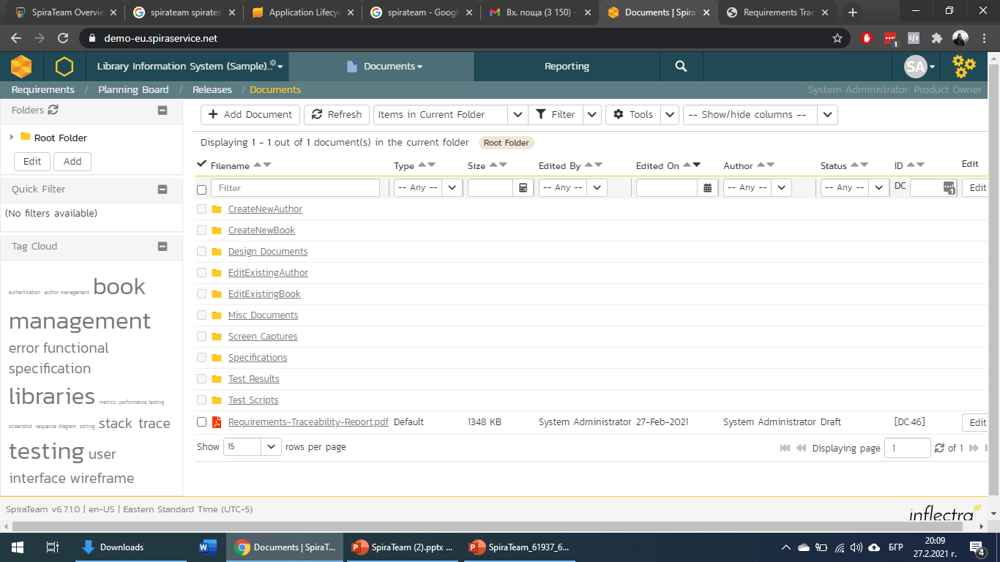 SpiraTeam Overvie
spirateam spirates
Application Lifecyc
spirateam - Google
Вх. поща (3 150) -
Documents | Spira
Requirements Trac
demo-eu.spiraservice.net
1
Library Information System (Sample)...
Documents
Reporting
SA
Requirements / Planning Board / Releases / Documents
System Administrator: Product Owner
Folders
Root Folder
Edit Add
Quick Filter
(No filters available)
Tag Cloud
authentication author management book
management
error functional
specification
libraries metrics performance testing
screenshot sequence diagram sorting stack trace
testing user
interface wireframe
Add Document Refresh Items in Current Folder Filter Tools -- Show/hide columns --
Displaying 1 - 1 out of 1 document(s) in the current folder Root Folder
Filename Type Size Edited By Edited On Author Status ID Edit
Filter -- Any -- -- Any -- -- Any -- -- Any -- DC 1 Edit
CreateNewAuthor
CreateNewBook
Design Documents
EditExistingAuthor
EditExistingBook
Misc Documents
Screen Captures
Specifications
Test Results
Test Scripts
Requirements-Traceability-Report.pdf Default 1348 KB System Administrator 27-Feb-2021 System Administrator Draft [DC:46] Edit
Show 15 rows per page
Displaying page 1 of 1
SpiraTeam v6.7.1.0 | en-US | Eastern Standard Time (UTC-5)
inflectra
Downloads
Documents | SpiraT...
SpiraTeam (2).pptx ...
SpiraTeam_61937_6...
БГР
20:09
27.2.2021 г.
4